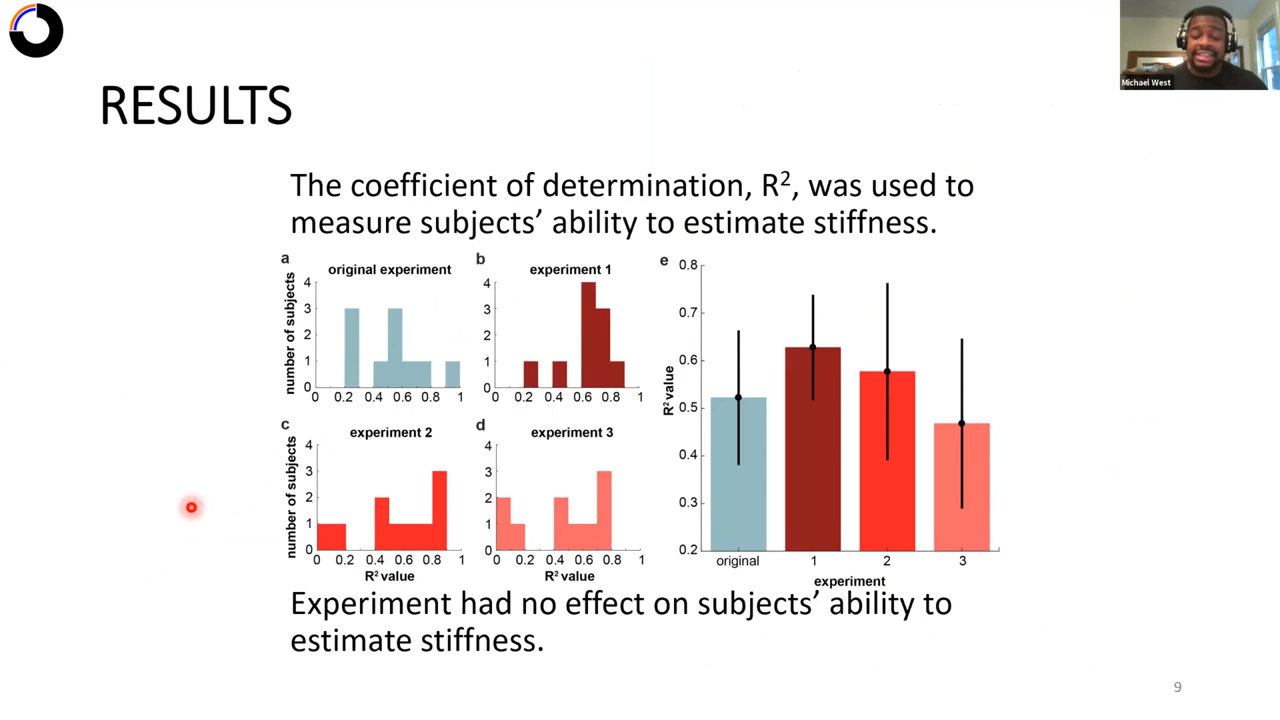 Michael West
RESULTS
The coefficient of determination, R², was used to
measure subjects’ ability to estimate stiffness.
a
original experiment
number of subjects
4
3
2
1
0
0 0.2 0.4 0.6 0.8 1
b
experiment 1
4
3
2
1
0
0 0.2 0.4 0.6 0.8 1
c
experiment 2
number of subjects
4
3
2
1
0
0 0.2 0.4 0.6 0.8 1
R² value
d
experiment 3
4
3
2
1
0
0 0.2 0.4 0.6 0.8 1
R² value
e
R² value
0.8
0.7
0.6
0.5
0.4
0.3
0.2
original 1 2 3
experiment
Experiment had no effect on subjects’ ability to
estimate stiffness.
9